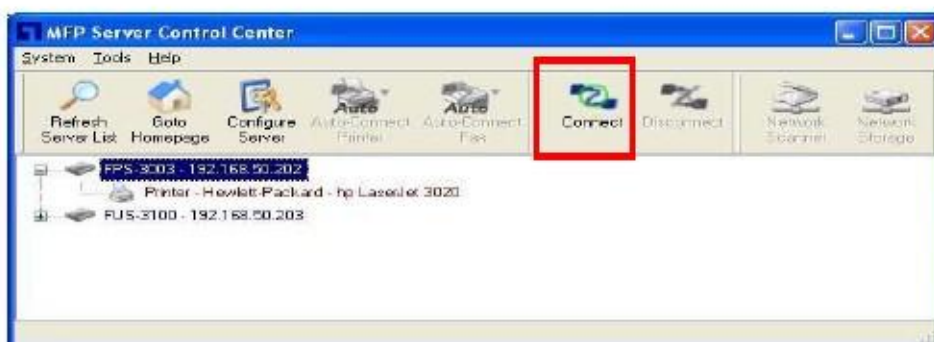 MFP Server Control Center
System Tools Help
Refresh Server List
Goto Homepage
Configure Server
Auto
Auto-Connect Printer
Auto
Auto-Connect Fax
Connect
Disconnect
Network Scanner
Network Storage
FPS-3003 - 192.168.50.202
Printer - Hewlett-Packard - hp LaserJet 3020
FUS-3100 - 192.168.50.203